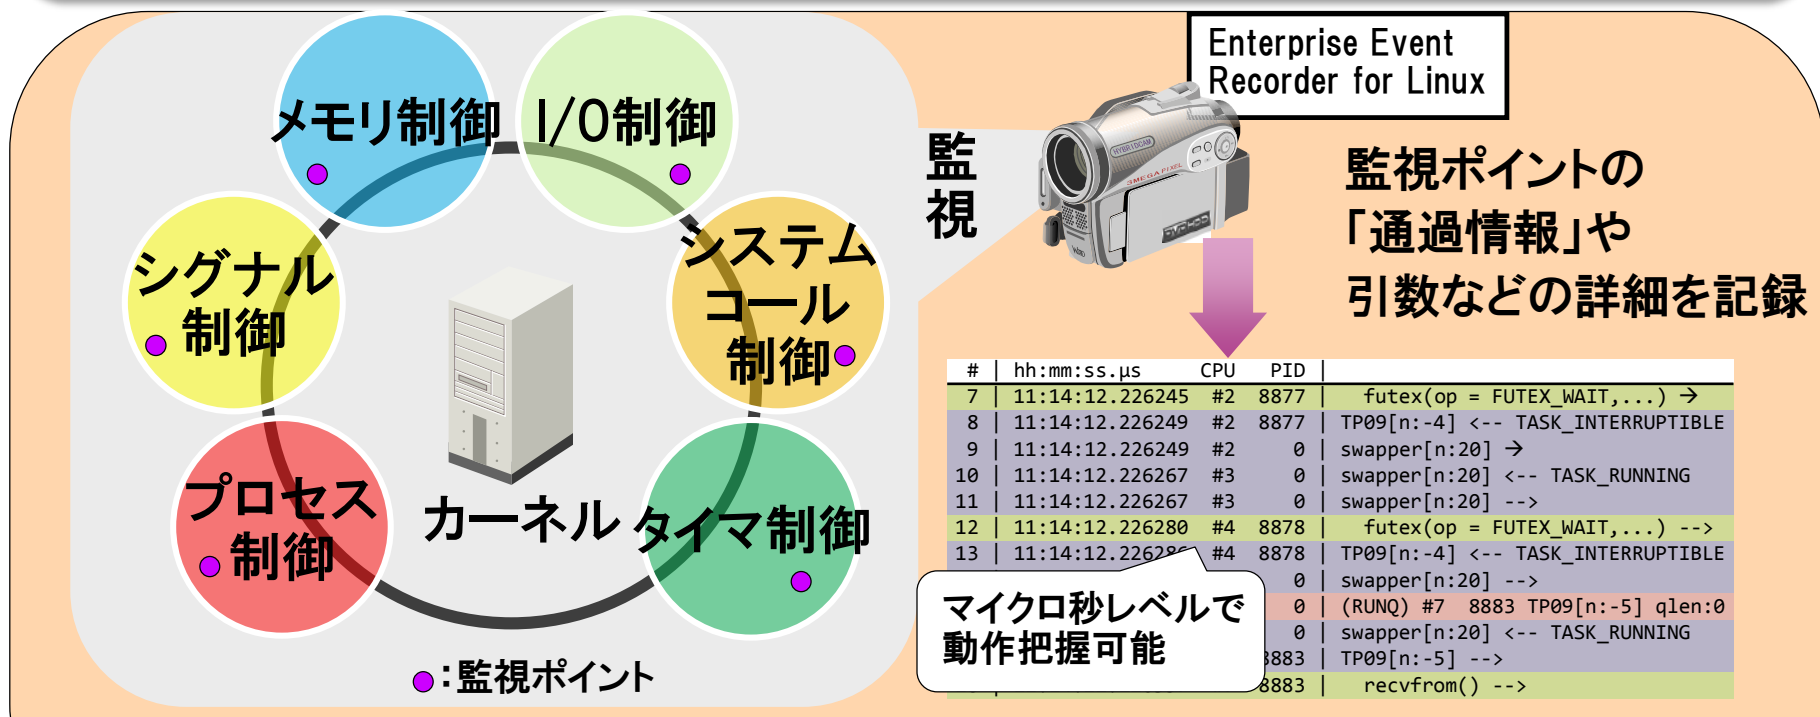 メモリ制御
I/O制御
シグナル
制御
システム
コール
制御
プロセス
制御
カーネル
タイマ制御
:監視ポイント
監
視
Enterprise Event
Recorder for Linux
HYBRIDCAM
3MEGAPIXEL
監視ポイントの
「通過情報」や
引数などの詳細を記録
# | hh:mm:ss.μs CPU PID |
7 | 11:14:12.226245 #2 8877 | futex(op = FUTEX_WAIT,...) →
8 | 11:14:12.226249 #2 8877 | TP09[n:-4] <-- TASK_INTERRUPTIBLE
9 | 11:14:12.226249 #2 0 | swapper[n:20] →
10 | 11:14:12.226267 #3 0 | swapper[n:20] <-- TASK_RUNNING
11 | 11:14:12.226267 #3 0 | swapper[n:20] -->
12 | 11:14:12.226280 #4 8878 | futex(op = FUTEX_WAIT,...) -->
13 | 11:14:12.226286 #4 8878 | TP09[n:-4] <-- TASK_INTERRUPTIBLE
0 | swapper[n:20] -->
0 | (RUNQ) #7 8883 TP09[n:-5] qlen:0
0 | swapper[n:20] <-- TASK_RUNNING
8883 | TP09[n:-5] -->
8883 | recvfrom() -->
マイクロ秒レベルで
動作把握可能